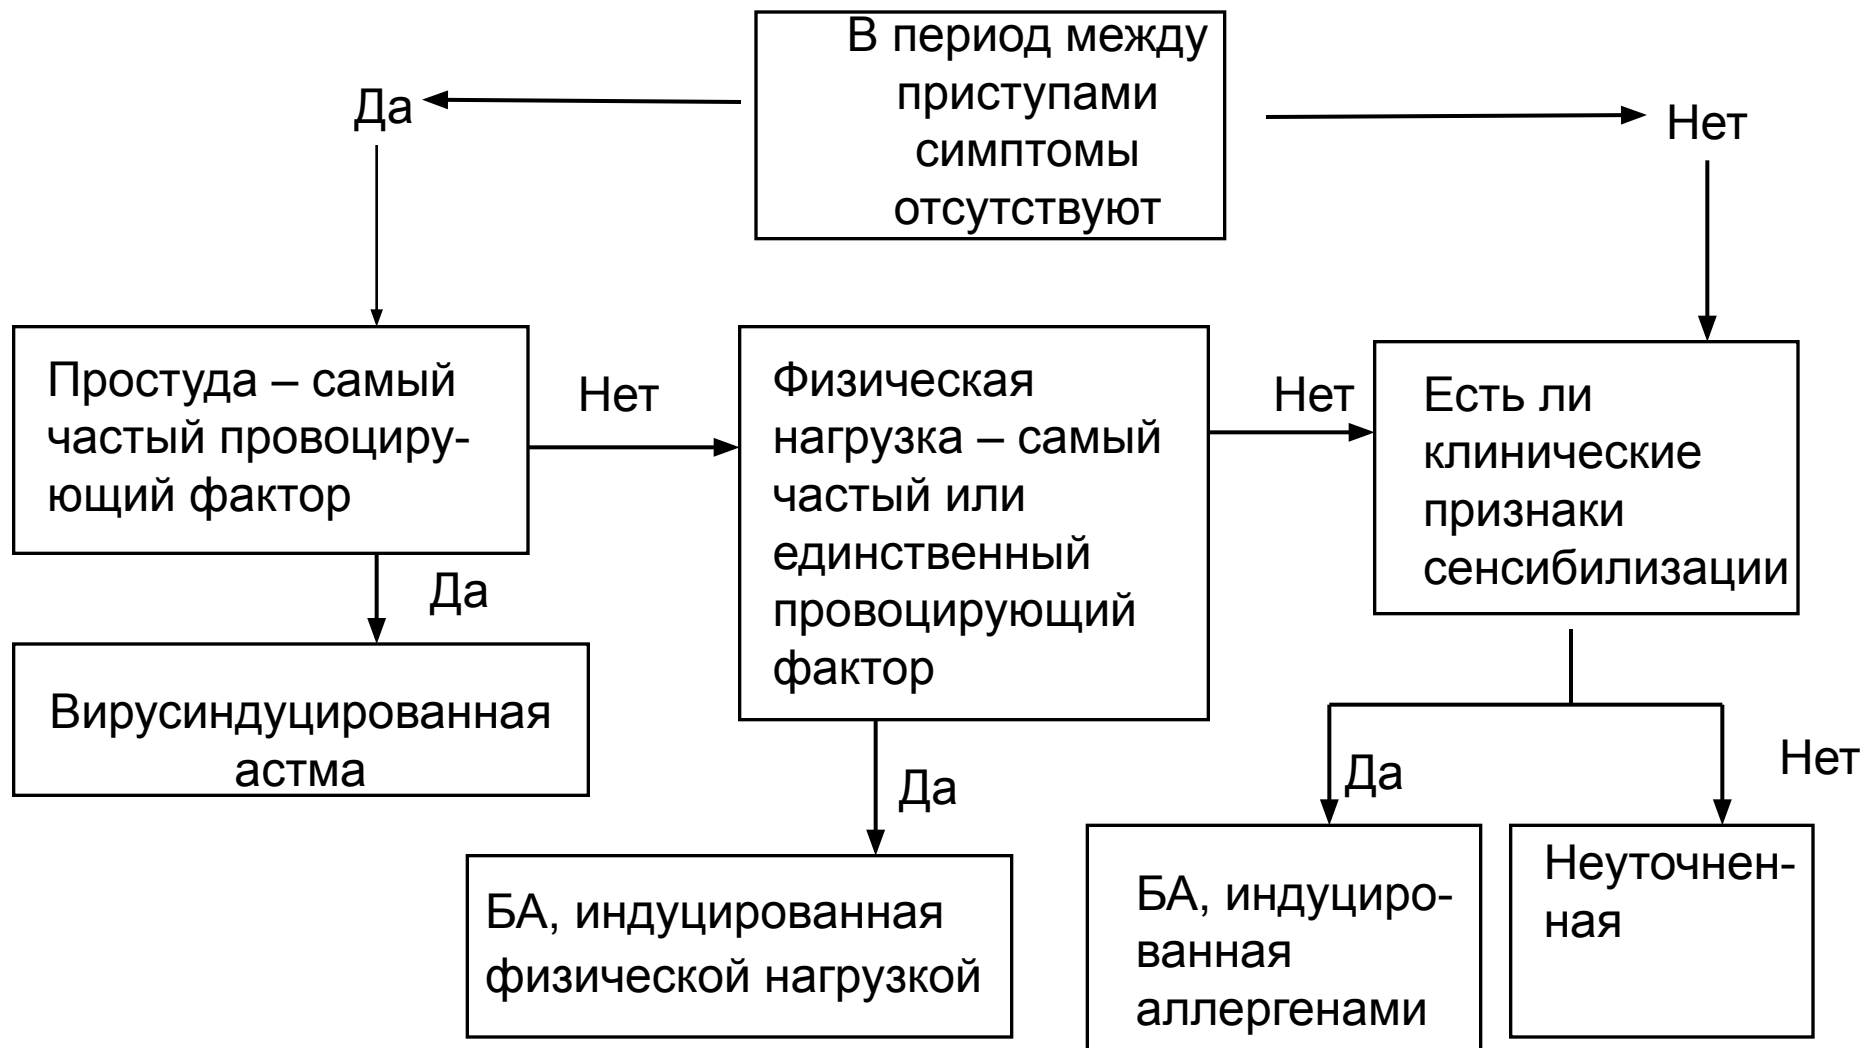 В период между
приступами
симптомы
отсутствуют
Да
Нет
Простуда – самый
частый провоциру-
ющий фактор
Нет
Физическая
нагрузка – самый
частый или
единственный
провоцирующий
фактор
Нет
Есть ли
клинические
признаки
сенсибилизации
Да
Вирусиндуцированная
астма
Да
БА, индуцированная
физической нагрузкой
Да
БА, индуциро-
ванная
аллергенами
Нет
Неуточнен-
ная